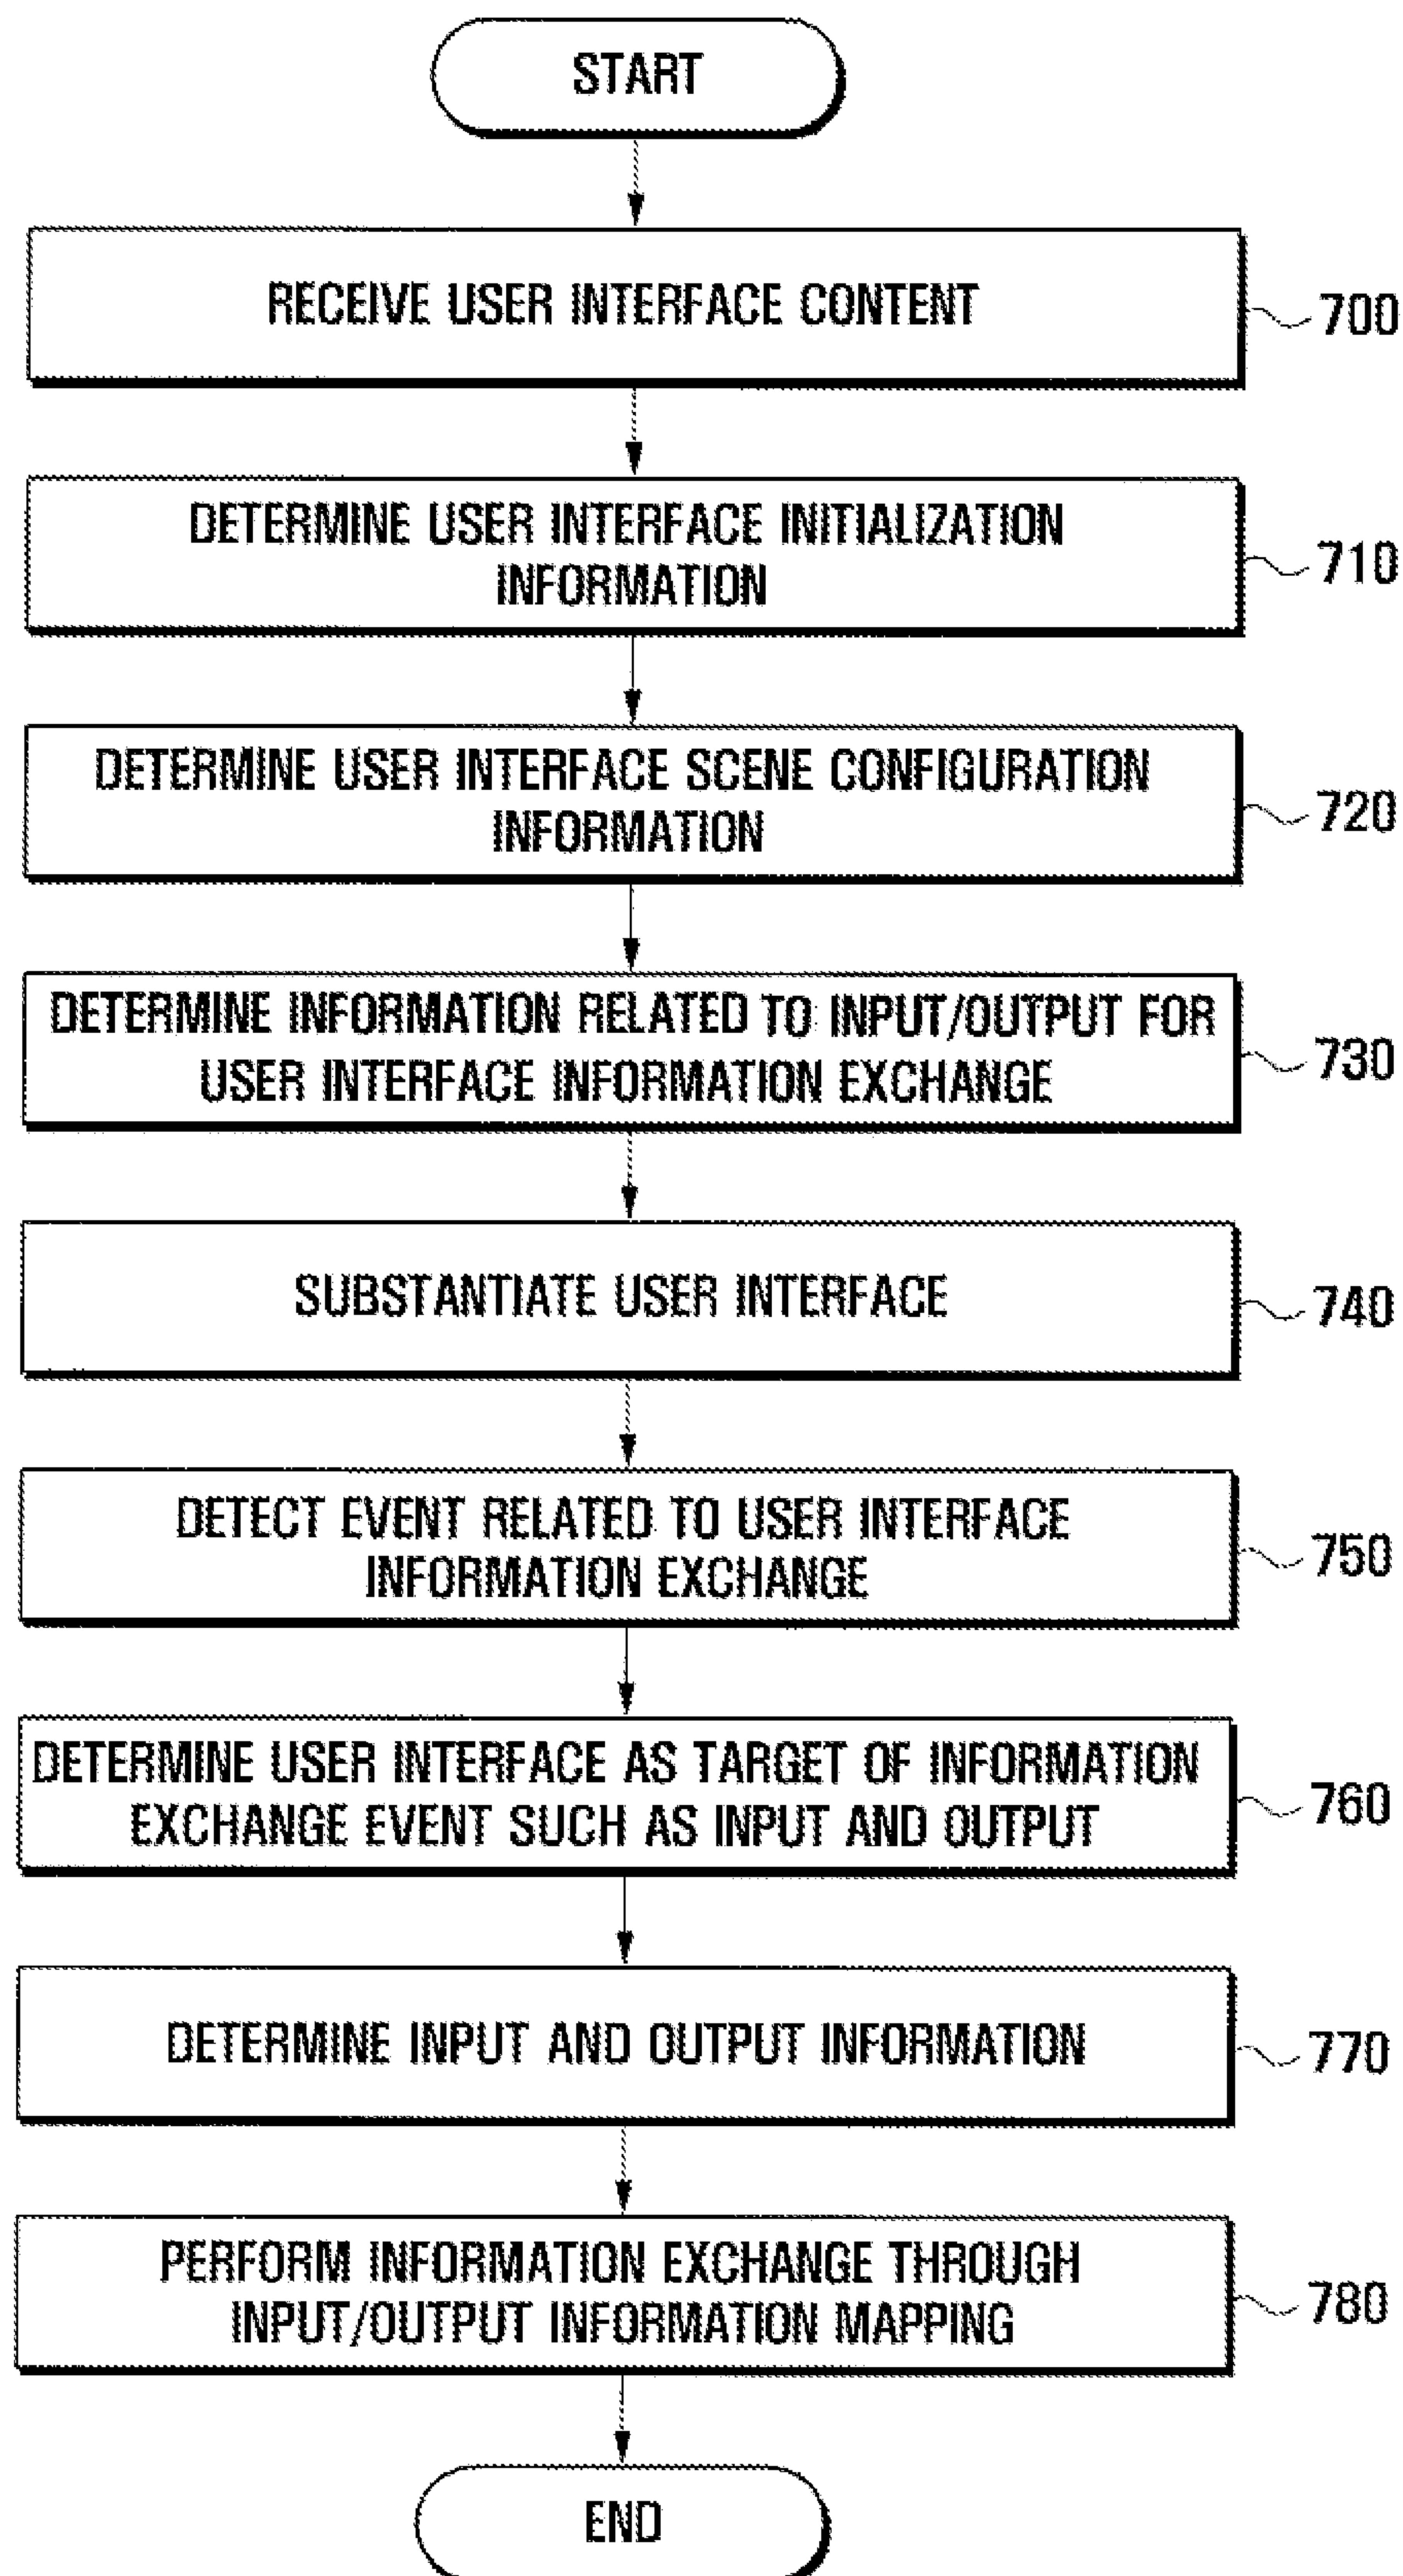 START
RECEIVE USER INTERFACE CONTENT
700
DETERMINE USER INTERFACE INITIALIZATION
INFORMATION
710
DETERMINE USER INTERFACE SCENE CONFIGURATION
INFORMATION
720
DETERMINE INFORMATION RELATED TO INPUT/OUTPUT FOR
USER INTERFACE INFORMATION EXCHANGE
730
SUBSTANTIATE USER INTERFACE
740
DETECT EVENT RELATED TO USER INTERFACE
INFORMATION EXCHANGE
750
DETERMINE USER INTERFACE AS TARGET OF INFORMATION
EXCHANGE EVENT SUCH AS INPUT AND OUTPUT
760
DETERMINE INPUT AND OUTPUT INFORMATION
770
PERFORM INFORMATION EXCHANGE THROUGH
INPUT/OUTPUT INFORMATION MAPPING
780
END